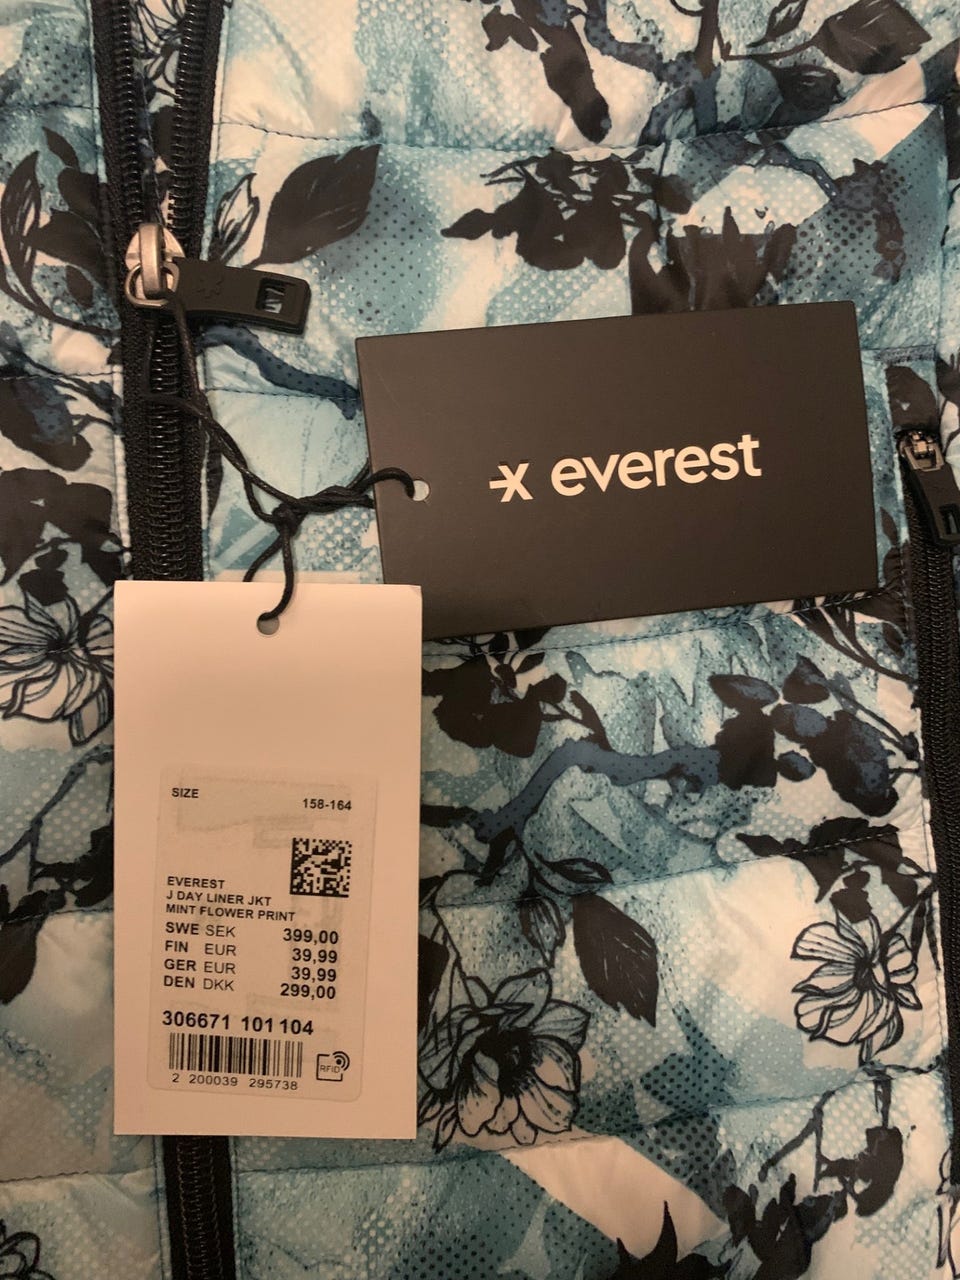 everest
SIZE 158-164
EVEREST
J DAY LINER JKT
MINT FLOWER PRINT
SWE SEK 399,00
FIN EUR 39,99
GER EUR 39,99
DEN DKK 299,00
306671 101 104
RFID
2 200039 295738